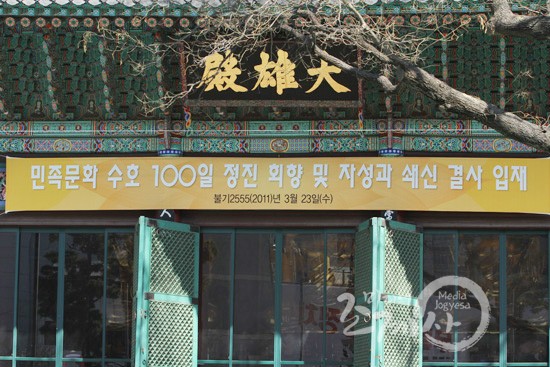 殿雄大
민족문화 수호 100일 정진 회향 및 자성과 쇄신 결사 입재
불기2555(2011)년 3월 23일(수)
Media
Jogyesa